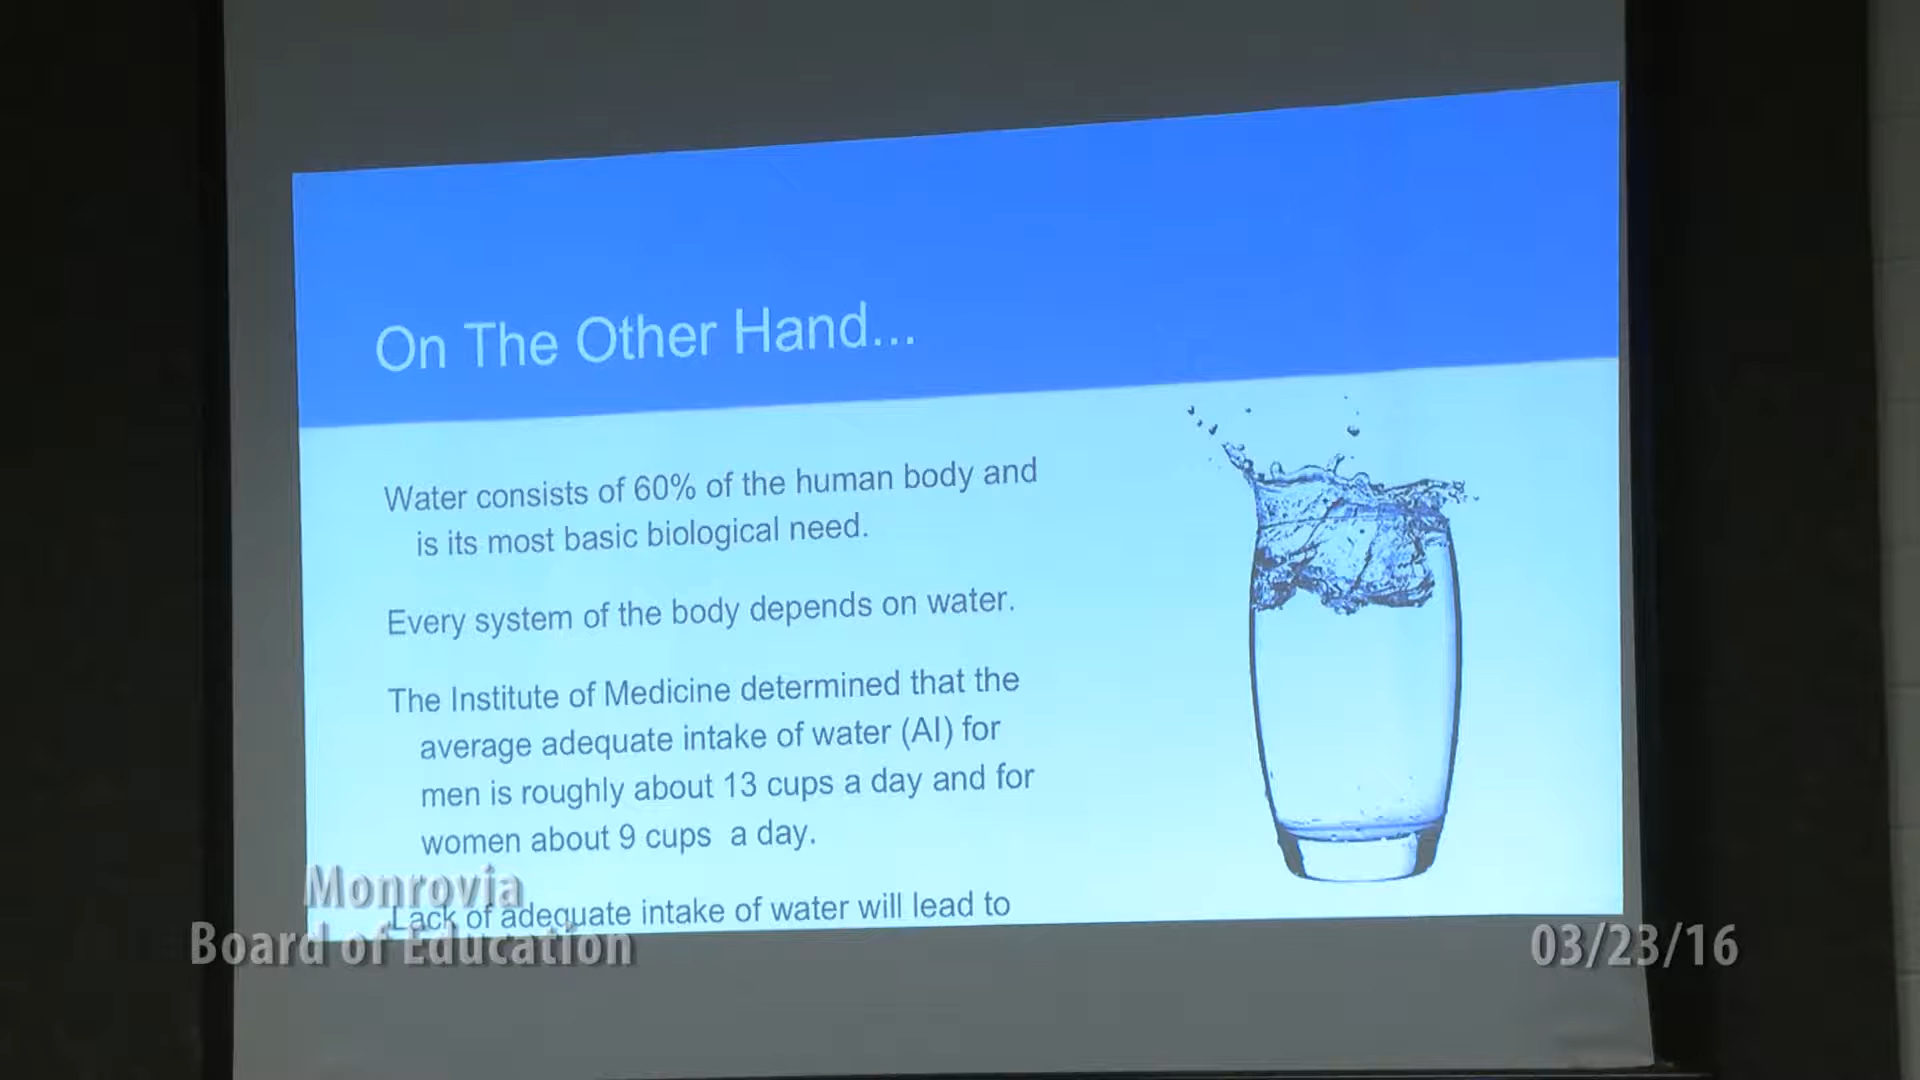 On The Other Hand...
Water consists of 60% of the human body and
is its most basic biological need.
Every system of the body depends on water.
The Institute of Medicine determined that the
average adequate intake of water (AI) for
men is roughly about 13 cups a day and for
women about 9 cups a day.
Lack of adequate intake of water will lead to
Monrovia
Board of Education
03/23/16